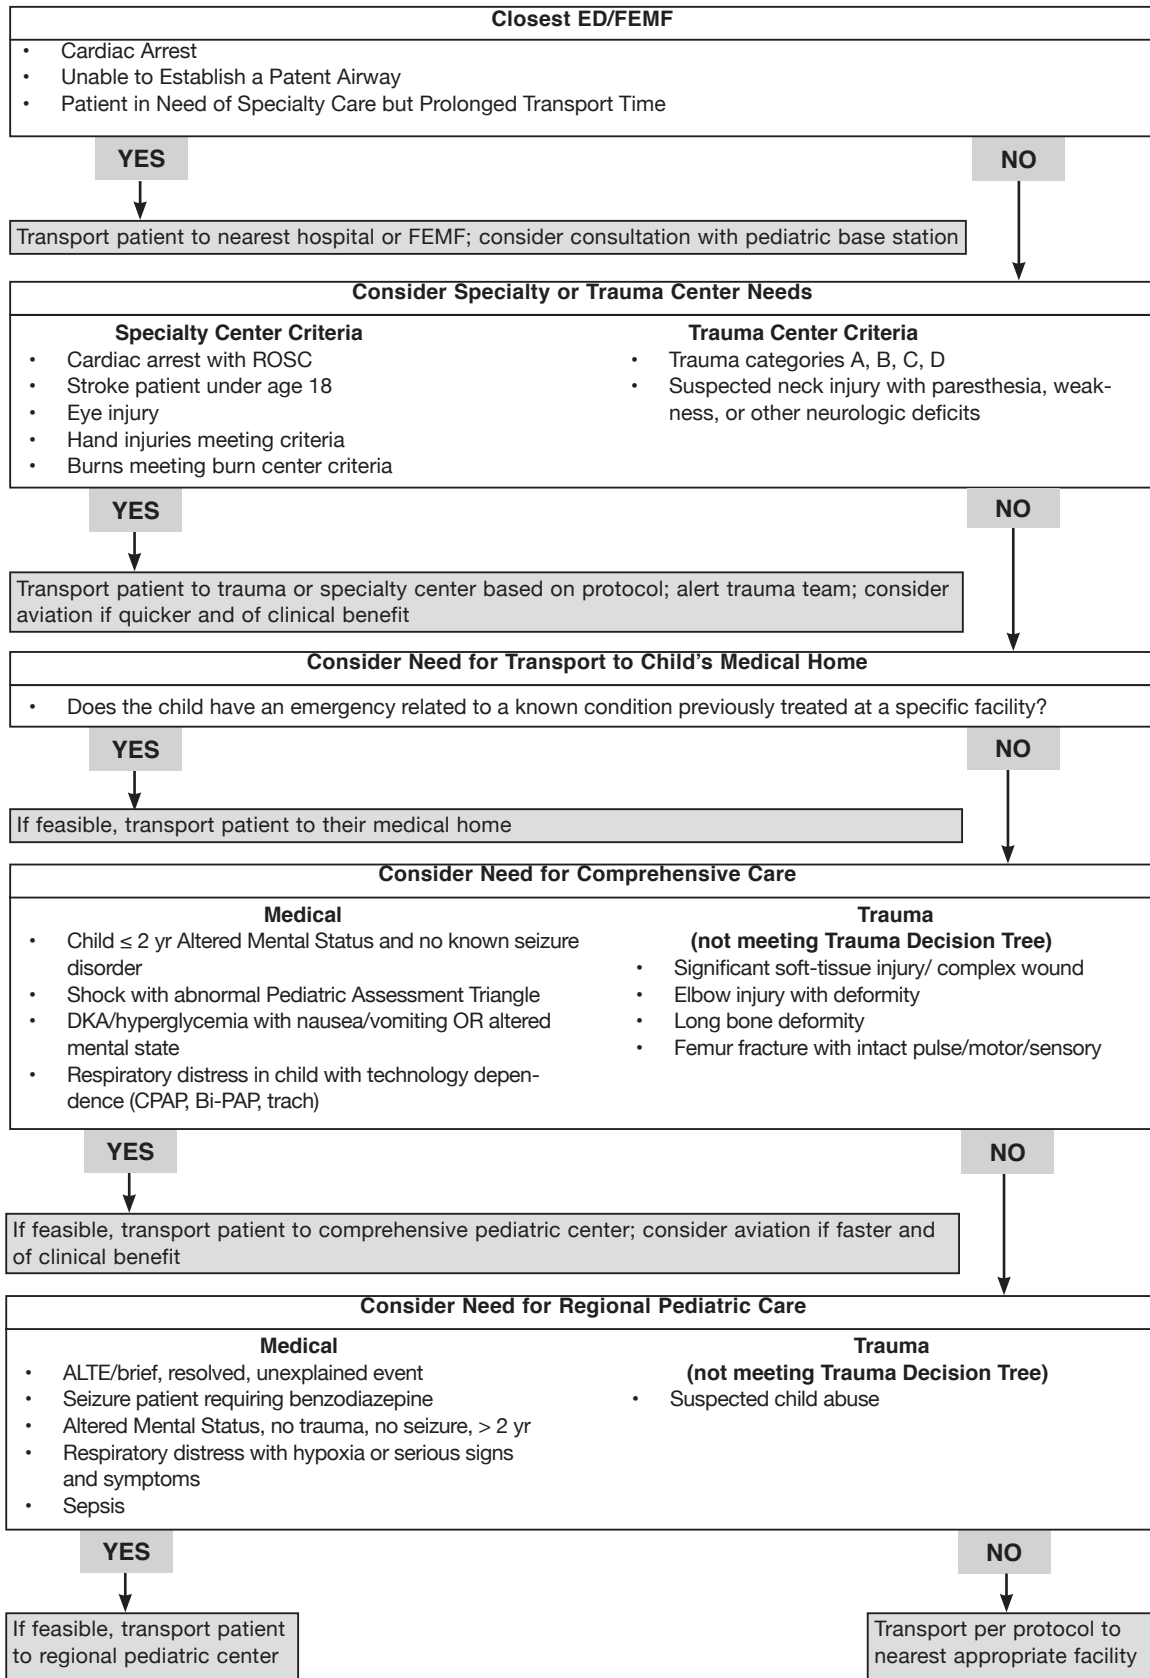 Closest ED/FEMF
• Cardiac Arrest
• Unable to Establish a Patent Airway
• Patient in Need of Specialty Care but Prolonged Transport Time
YES
NO
Transport patient to nearest hospital or FEMF; consider consultation with pediatric base station
Consider Specialty or Trauma Center Needs
Specialty Center Criteria
• Cardiac arrest with ROSC
• Stroke patient under age 18
• Eye injury
• Hand injuries meeting criteria
• Burns meeting burn center criteria
Trauma Center Criteria
• Trauma categories A, B, C, D
• Suspected neck injury with paresthesia, weak-
ness, or other neurologic deficits
YES
NO
Transport patient to trauma or specialty center based on protocol; alert trauma team; consider
aviation if quicker and of clinical benefit
Consider Need for Transport to Child's Medical Home
• Does the child have an emergency related to a known condition previously treated at a specific facility?
YES
NO
If feasible, transport patient to their medical home
Consider Need for Comprehensive Care
Medical
• Child ≤ 2 yr Altered Mental Status and no known seizure
disorder
• Shock with abnormal Pediatric Assessment Triangle
• DKA/hyperglycemia with nausea/vomiting OR altered
mental state
• Respiratory distress in child with technology depen-
dence (CPAP, Bi-PAP, trach)
Trauma
(not meeting Trauma Decision Tree)
• Significant soft-tissue injury/ complex wound
• Elbow injury with deformity
• Long bone deformity
• Femur fracture with intact pulse/motor/sensory
YES
NO
If feasible, transport patient to comprehensive pediatric center; consider aviation if faster and
of clinical benefit
Consider Need for Regional Pediatric Care
Medical
• ALTE/brief, resolved, unexplained event
• Seizure patient requiring benzodiazepine
• Altered Mental Status, no trauma, no seizure, > 2 yr
• Respiratory distress with hypoxia or serious signs
and symptoms
• Sepsis
Trauma
(not meeting Trauma Decision Tree)
• Suspected child abuse
YES
NO
If feasible, transport patient
to regional pediatric center
Transport per protocol to
nearest appropriate facility